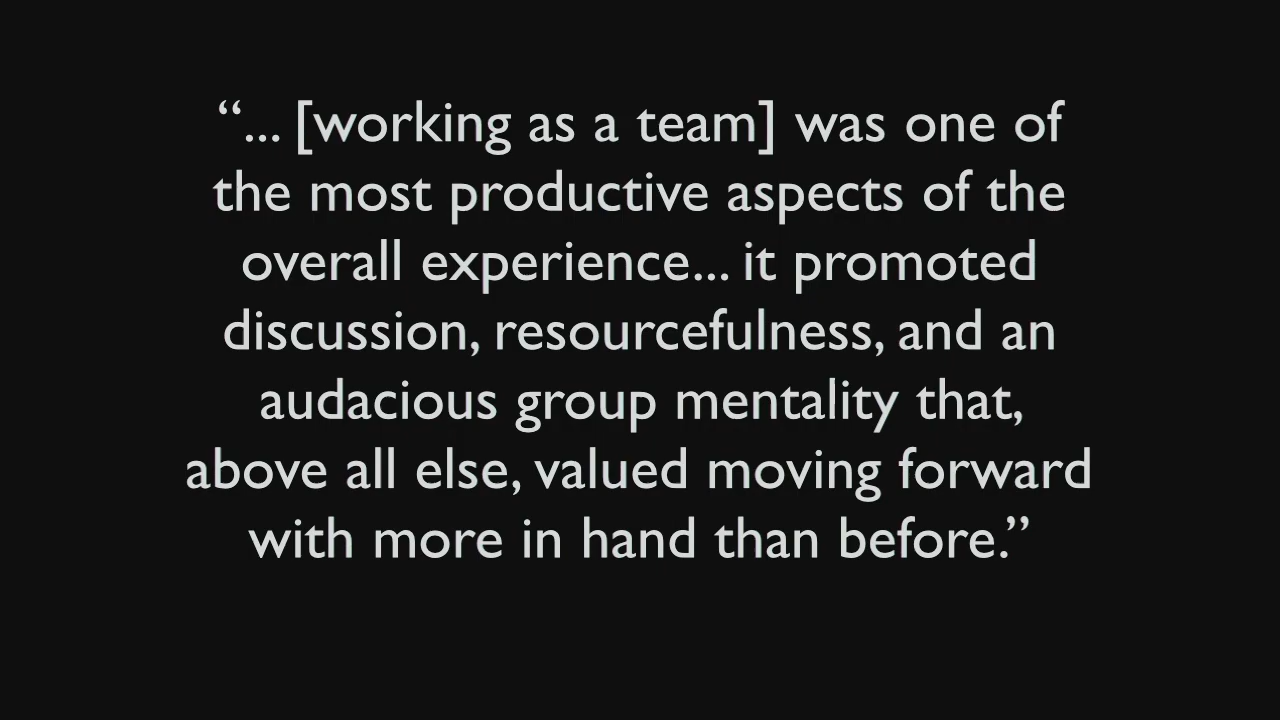 “... [working as a team] was one of
the most productive aspects of the
overall experience... it promoted
discussion, resourcefulness, and an
audacious group mentality that,
above all else, valued moving forward
with more in hand than before.”